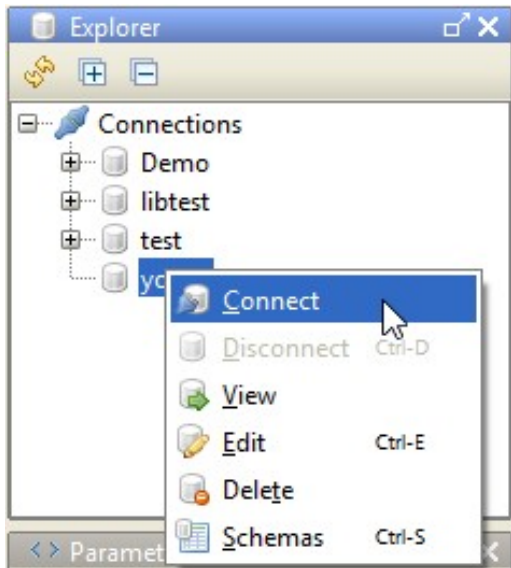 Explorer
Connections
Demo
libtest
test
Connect
Disconnect Ctrl-D
View
Edit Ctrl-E
Delete
Schemas Ctrl-S